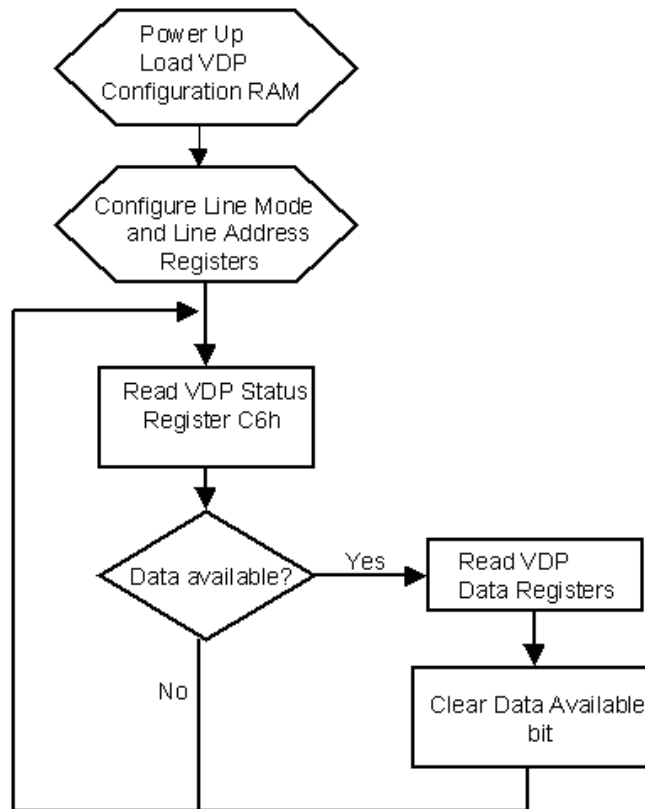 Power Up
Load VDP
Configuration RAM
Configure Line Mode
and Line Address
Registers
Read VDP Status
Register C6h
Data available?
Yes
Read VDP
Data Registers
No
Clear Data Available
bit